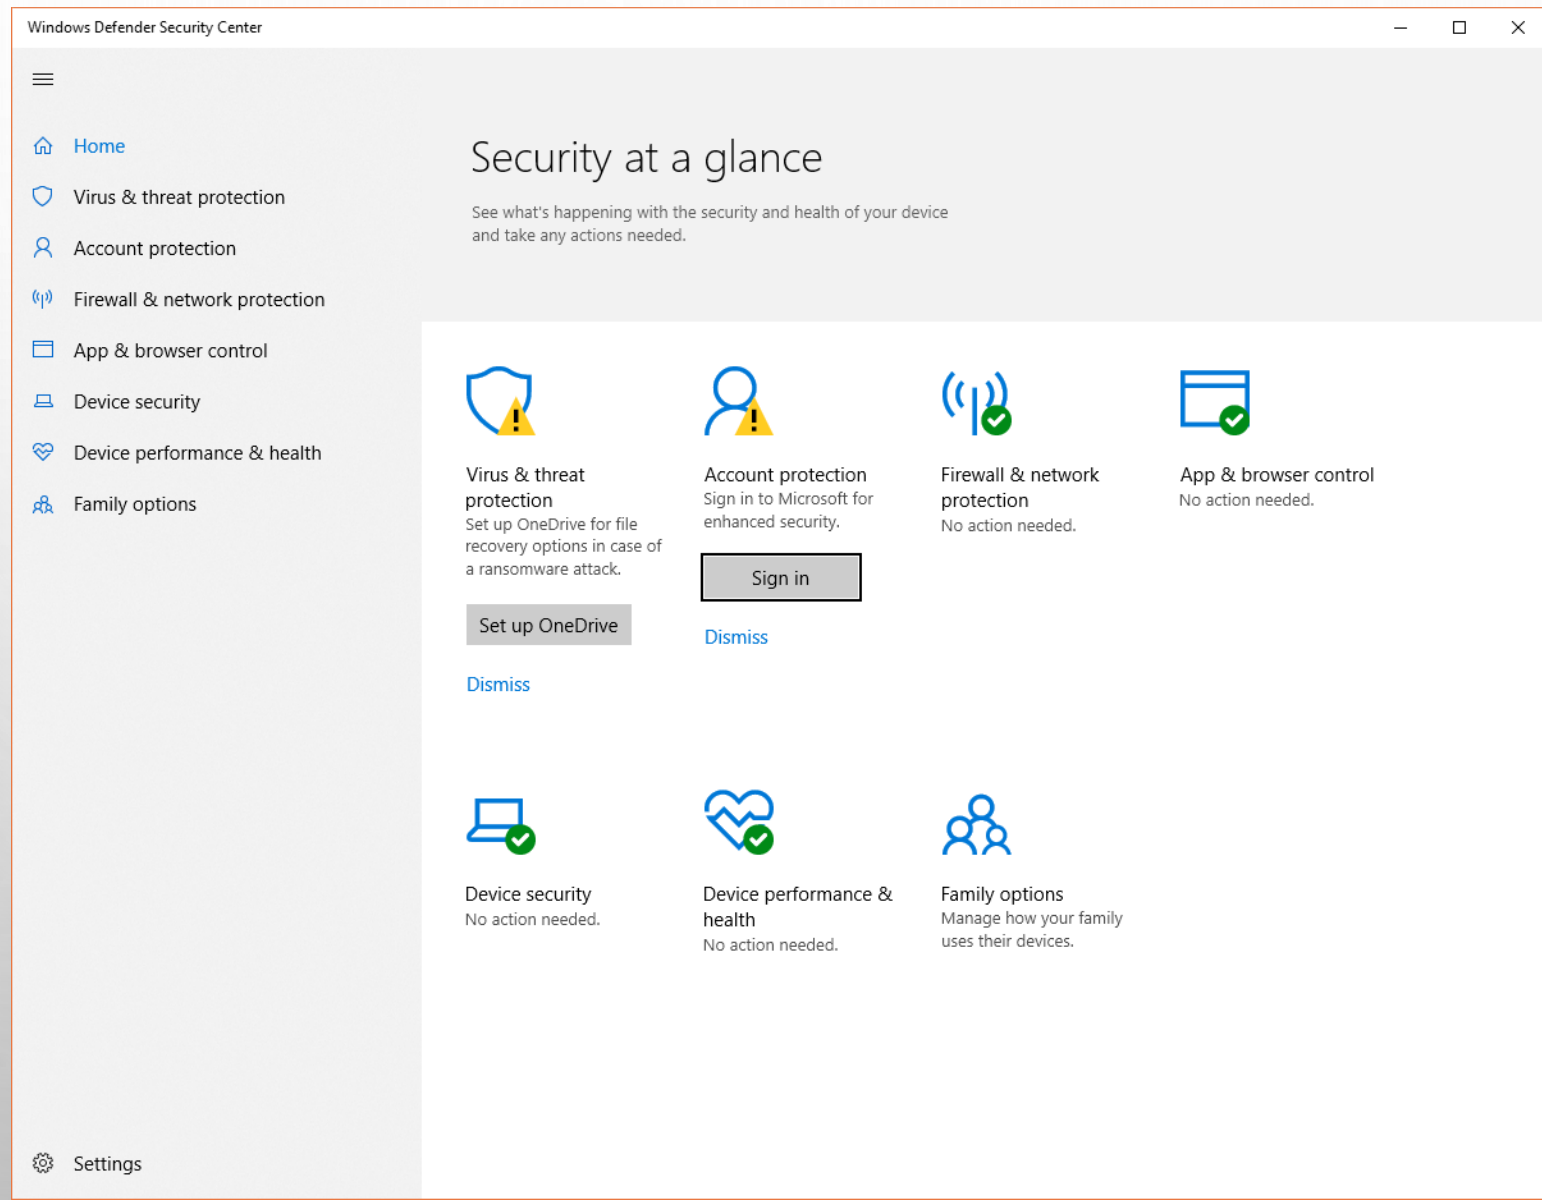 Windows Defender Security Center
Home
Virus & threat protection
Account protection
Firewall & network protection
App & browser control
Device security
Device performance & health
Family options
Settings
Security at a glance
See what's happening with the security and health of your device
and take any actions needed.
Virus & threat
protection
Set up OneDrive for file
recovery options in case of
a ransomware attack.
Set up OneDrive
Dismiss
Account protection
Sign in to Microsoft for
enhanced security.
Sign in
Dismiss
Firewall & network
protection
No action needed.
App & browser control
No action needed.
Device security
No action needed.
Device performance &
health
No action needed.
Family options
Manage how your family
uses their devices.